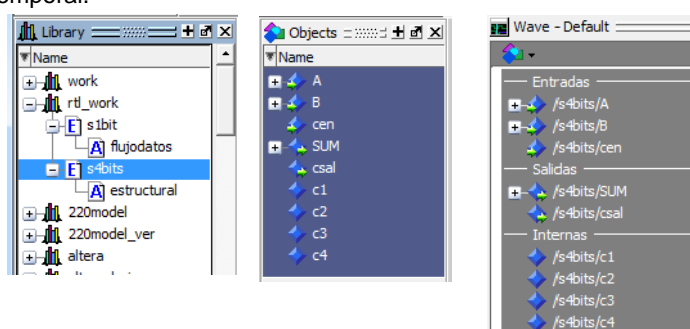 Library
Name
work
rtl_work
s1bit
flujodatos
s4bits
estructural
220model
220model_ver
altera
Objects
Name
A
B
cen
SUM
csal
c1
c2
c3
c4
Wave - Default
Entradas
/s4bits/A
/s4bits/B
/s4bits/cen
Salidas
/s4bits/SUM
/s4bits/csal
Internas
/s4bits/c1
/s4bits/c2
/s4bits/c3
/s4bits/c4